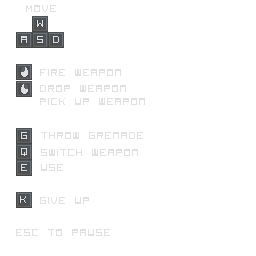 MOVE
W
A S D
FIRE WEAPON
DROP WEAPON
PICK UP WEAPON
G THROW GRENADE
Q SWITCH WEAPON
E USE
K GIVE UP
ESC TO PAUSE